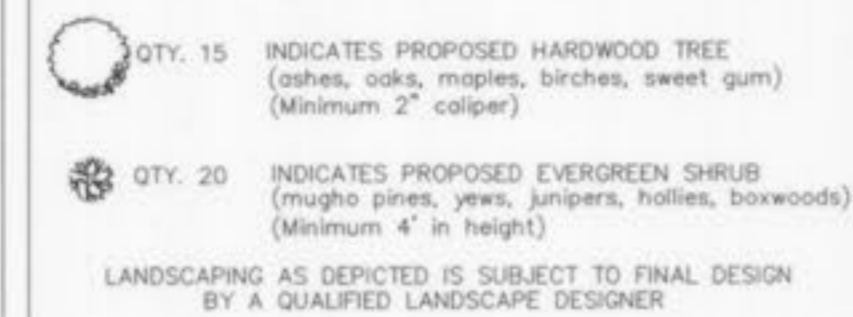 QTY. 15 INDICATES PROPOSED HARDWOOD TREE
(ashes, oaks, maples, birches, sweet gum)
(Minimum 2" caliper)
QTY. 20 INDICATES PROPOSED EVERGREEN SHRUB
(mugho pines, yews, junipers, hollies, boxwoods)
(Minimum 4' in height)
LANDSCAPING AS DEPICTED IS SUBJECT TO FINAL DESIGN
BY A QUALIFIED LANDSCAPE DESIGNER